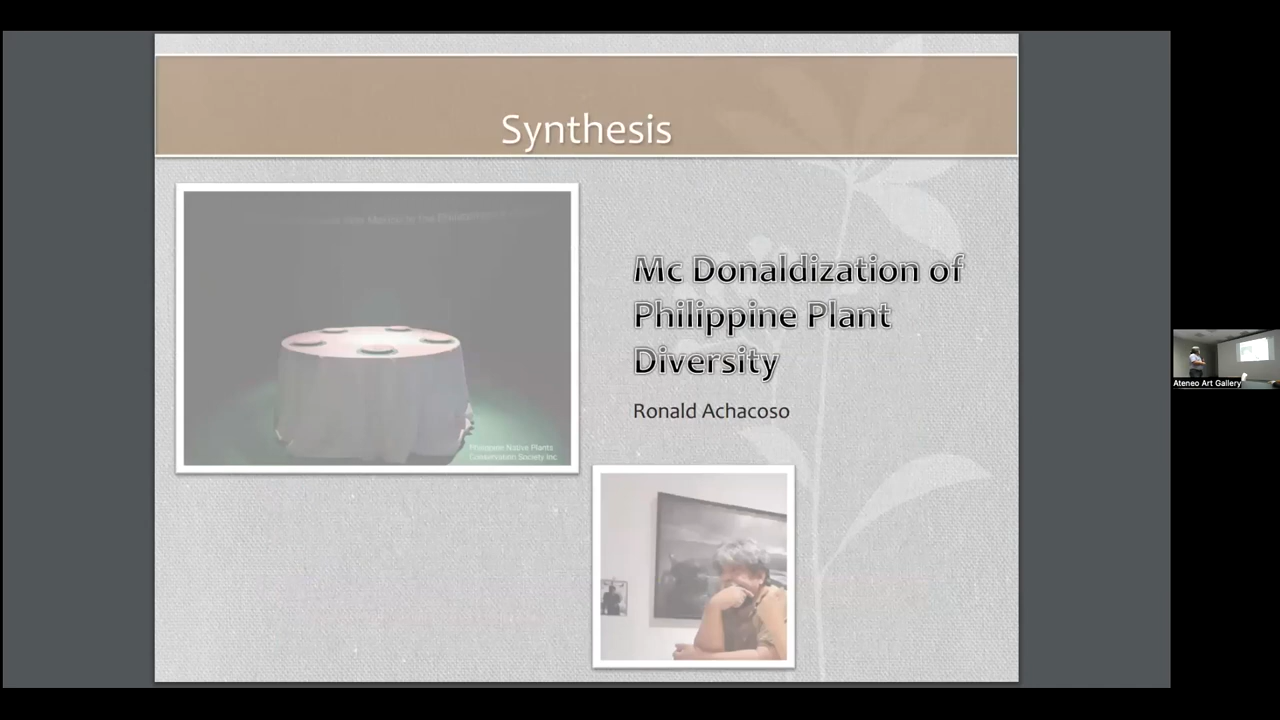 Synthesis
Mc Donaldization of
Philippine Plant
Diversity
Ronald Achacoso
Philippine Native Plants
Conservation Society Inc.
Ateneo Art Gallery